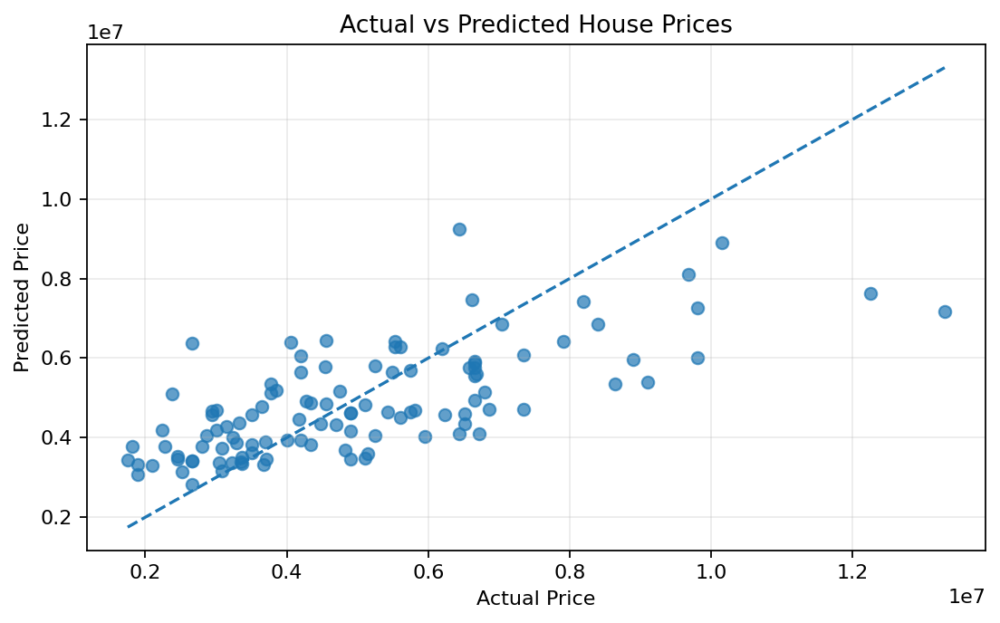 Actual vs Predicted House Prices
1e7
1.2
1.0
0.8
0.6
0.4
0.2
Predicted Price
0.2 0.4 0.6 0.8 1.0 1.2
Actual Price
1e7